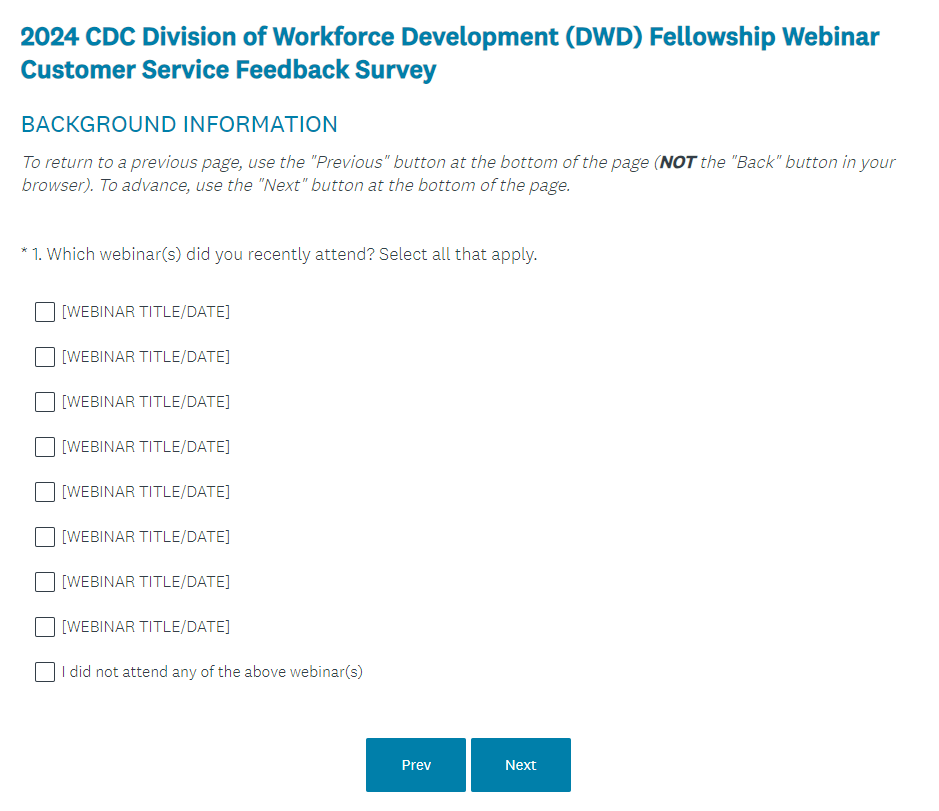 2024 CDC Division of Workforce Development (DWD) Fellowship Webinar
Customer Service Feedback Survey
BACKGROUND INFORMATION
To return to a previous page, use the "Previous" button at the bottom of the page (NOT the "Back" button in your
browser). To advance, use the "Next" button at the bottom of the page.
* 1. Which webinar(s) did you recently attend? Select all that apply.
[WEBINAR TITLE/DATE]
[WEBINAR TITLE/DATE]
[WEBINAR TITLE/DATE]
[WEBINAR TITLE/DATE]
[WEBINAR TITLE/DATE]
[WEBINAR TITLE/DATE]
[WEBINAR TITLE/DATE]
[WEBINAR TITLE/DATE]
I did not attend any of the above webinar(s)
Prev Next